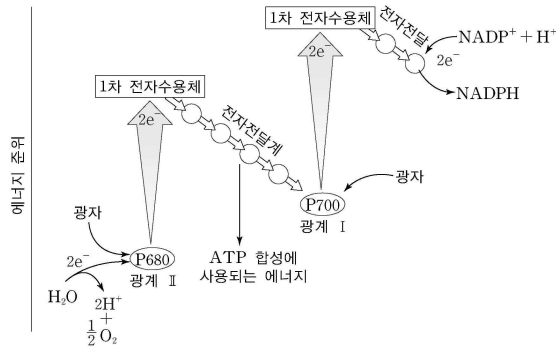 에너지 준위
1차 전자수용체
2e⁻
전자전달
NADP⁺ + H⁺
2e⁻
NADPH
1차 전자수용체
2e⁻
전자전달계
P700
광계 Ⅰ
광자
광자
P680
광계 Ⅱ
2e⁻
H₂O
2H⁺
+
½O₂
ATP 합성에
사용되는 에너지